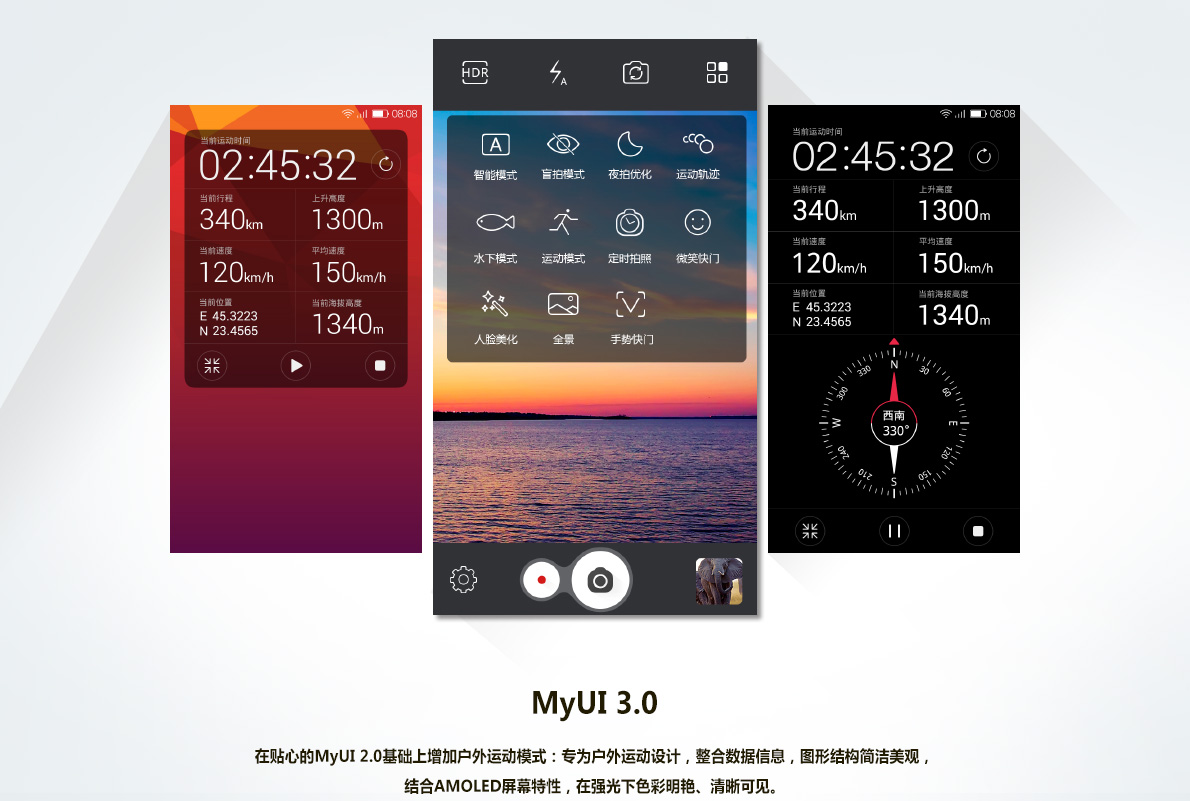 08:08
当前运动时间
02:45:32
当前行程
上升高度
340km
1300m
当前速度
平均速度
120km/h
150km/h
当前位置
当前海拔高度
E 45.3223
N 23.4565
1340m
HDR
A
A
智能模式
盲拍模式
夜拍优化
运动轨迹
水下模式
运动模式
定时拍照
微笑快门
人脸美化
全景
手势快门
08:08
当前运动时间
02:45:32
当前行程
上升高度
340km
1300m
当前速度
平均速度
120km/h
150km/h
当前位置
当前海拔高度
E 45.3223
N 23.4565
1340m
N
30
60
E
120
150
S
210
240
W
300
330
西南
330°
MyUI 3.0
在贴心的MyUI 2.0基础上增加户外运动模式：专为户外运动设计，整合数据信息，图形结构简洁美观，
结合AMOLED屏幕特性，在强光下色彩明艳、清晰可见。